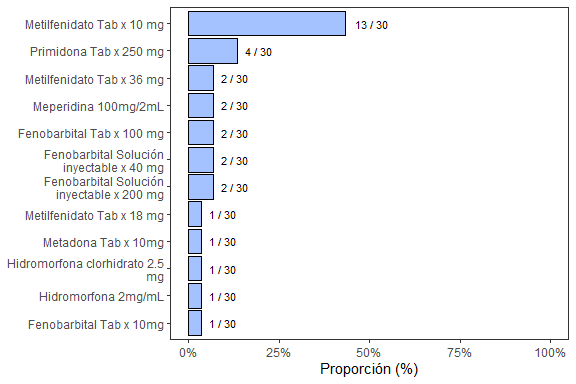 Metilfenidato Tab x 10 mg
13 / 30
Primidona Tab x 250 mg
4 / 30
Metilfenidato Tab x 36 mg
2 / 30
Meperidina 100mg/2mL
2 / 30
Fenobarbital Tab x 100 mg
2 / 30
Fenobarbital Solución
inyectable x 40 mg
2 / 30
Fenobarbital Solución
inyectable x 200 mg
2 / 30
Metilfenidato Tab x 18 mg
1 / 30
Metadona Tab x 10mg
1 / 30
Hidromorfona clorhidrato 2.5
mg
1 / 30
Hidromorfona 2mg/mL
1 / 30
Fenobarbital Tab x 10mg
1 / 30
0% 25% 50% 75% 100%
Proporción (%)